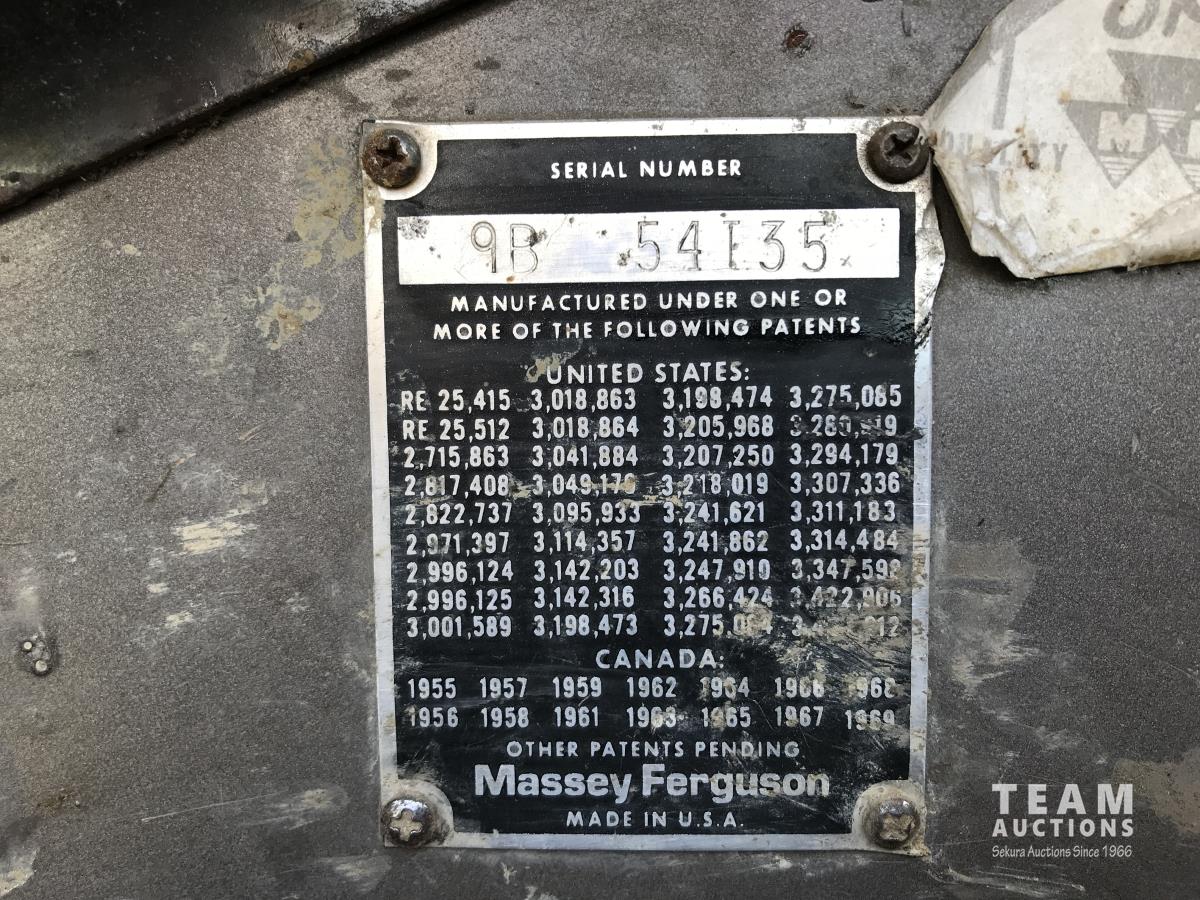 SERIAL NUMBER
9B 54135
MANUFACTURED UNDER ONE OR
MORE OF THE FOLLOWING PATENTS
UNITED STATES:
RE 25,415 3,018,863 3,198,474 3,275,085
RE 25,512 3,018,864 3,205,968
2,715,863 3,041,884 3,207,250 3,294,179
2,817,408 3,218,019 3,307,336
2,822,737 3,095,933 3,241,621 3,311,183
2,971,397 3,114,357 3,241,862 3,314,484
2,996,124 3,142,203 3,247,910
2,996,125 3,142,316 3,266,424
3,001,589 3,198,473
CANADA:
1955 1957 1959 1962 1964 1966 1968
1956 1958 1961 1963 1965 1967 1969
OTHER PATENTS PENDING
Massey Ferguson
MADE IN U.S.A.
TEAM
AUCTIONS
Sekura Auctions Since 1966